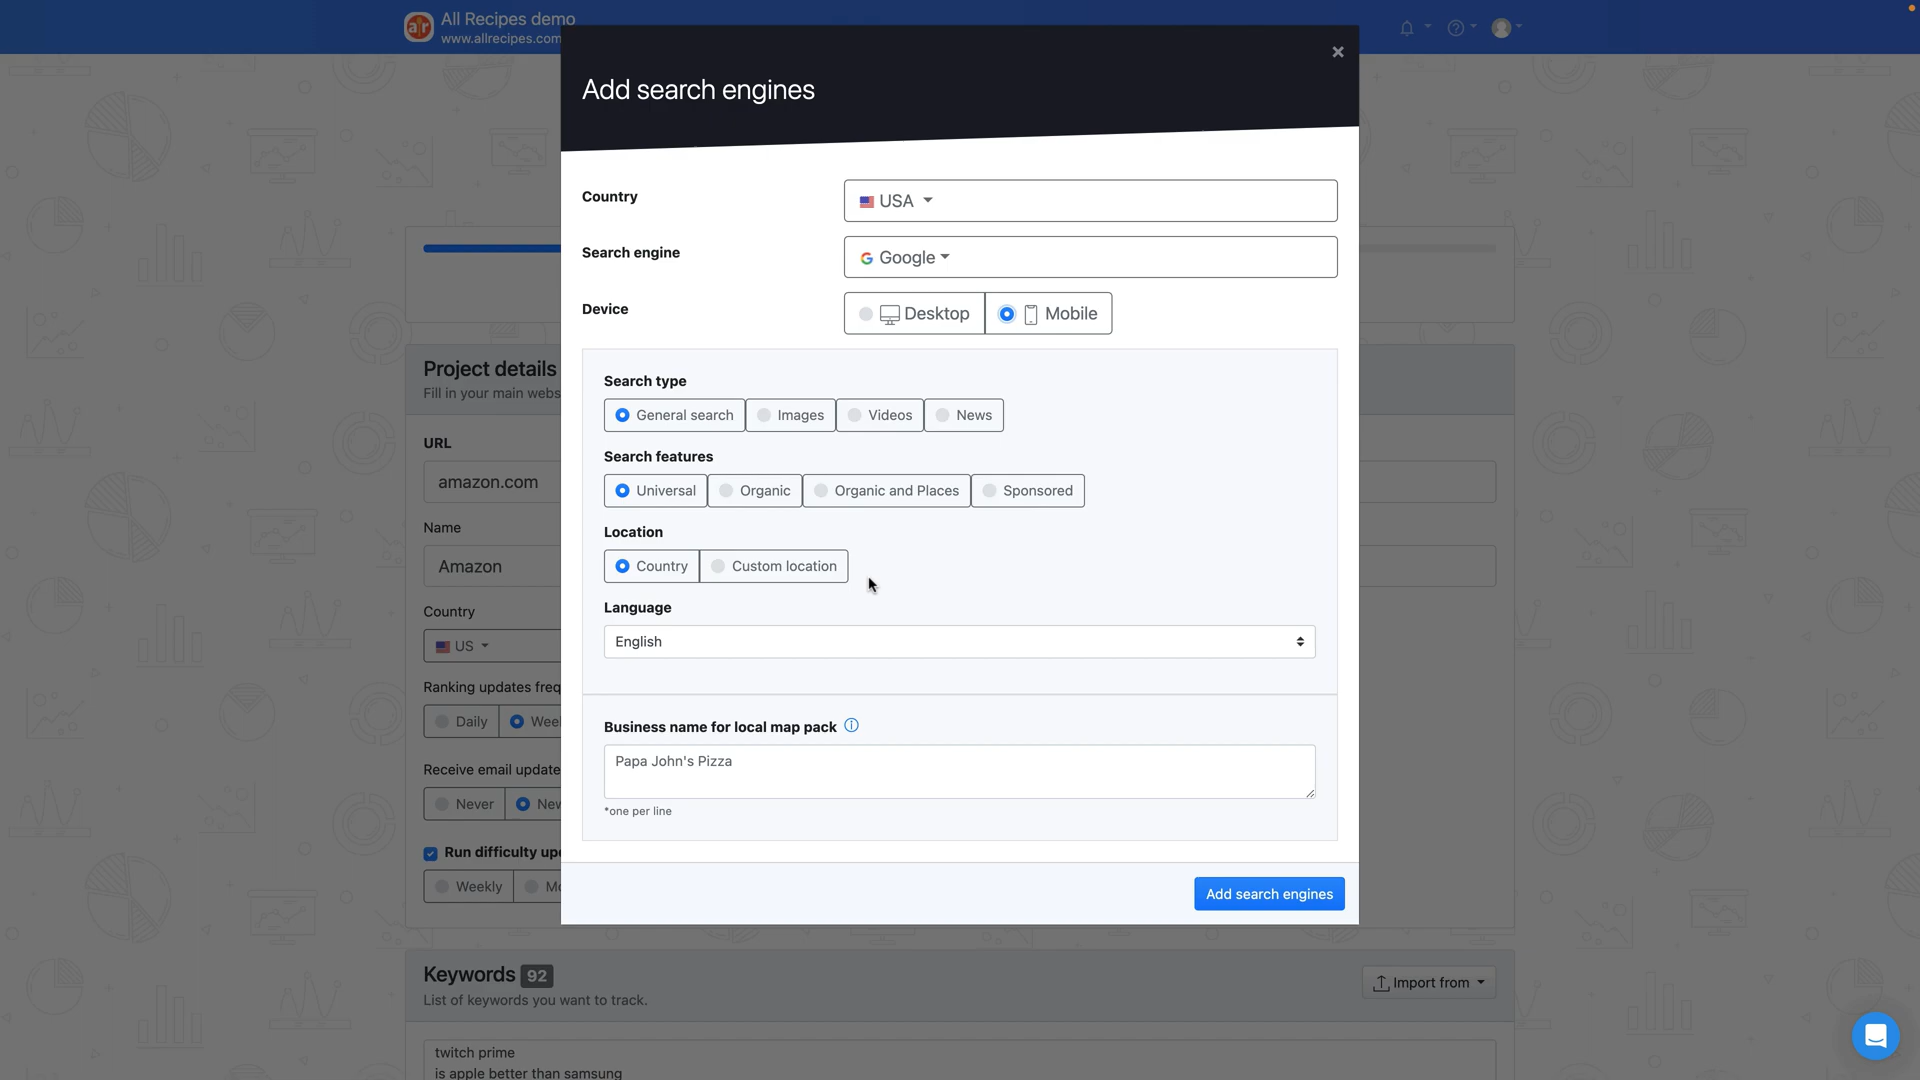 All Recipes demo
www.allrecipes.com
Add search engines
×
Country
USA
Search engine
Google
Device
Desktop
Mobile
Search type
General search
Images
Videos
News
Search features
Universal
Organic
Organic and Places
Sponsored
Location
Country
Custom location
Language
English
Business name for local map pack
Papa John's Pizza
*one per line
Add search engines
Project details
Fill in your main webs
URL
amazon.com
Name
Amazon
Country
US
Ranking updates freq
Daily
Wee
Receive email update
Never
Nev
Run difficulty up
Weekly
Mo
Keywords 92
List of keywords you want to track.
Import from
twitch prime
is apple better than samsung